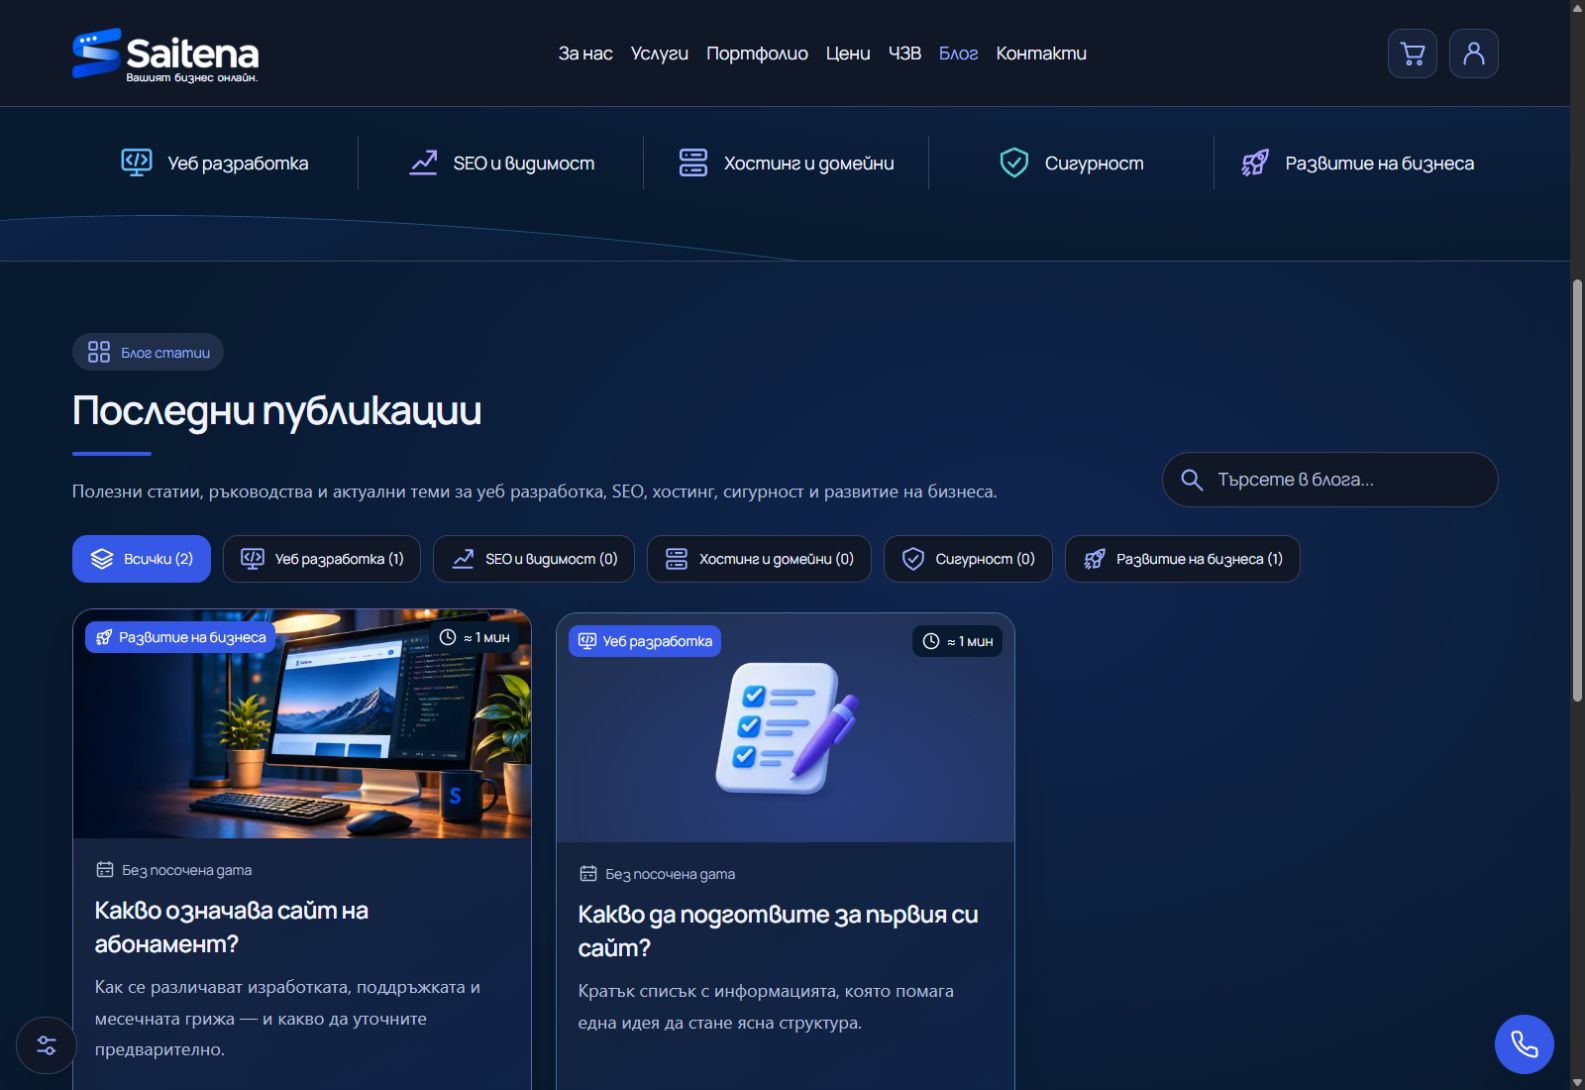 Saitena
Вашият бизнес онлайн.
За нас Услуги Портфолио Цени ЧЗВ Блог Контакти
Уеб разработка
SEO и видимост
Хостинг и домейни
Сигурност
Развитие на бизнеса
Блог статии
Последни публикации
Полезни статии, ръководства и актуални теми за уеб разработка, SEO, хостинг, сигурност и развитие на бизнеса.
Търсете в блога...
Всички (2)
Уеб разработка (1)
SEO и видимост (0)
Хостинг и домейни (0)
Сигурност (0)
Развитие на бизнеса (1)
Развитие на бизнеса
≈ 1 мин
Saitena
S
Без посочена дата
Какво означава сайт на
абонамент?
Как се различават изработката, поддръжката и
месечната грижа — и какво да уточните
предварително.
Уеб разработка
≈ 1 мин
Без посочена дата
Какво да подготвите за първия си
сайт?
Кратък списък с информацията, която помага
една идея да стане ясна структура.